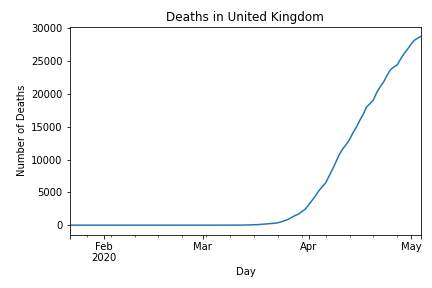 Deaths in United Kingdom
30000
25000
20000
15000
10000
5000
0
Number of Deaths
Feb
2020
Mar
Apr
May
Day